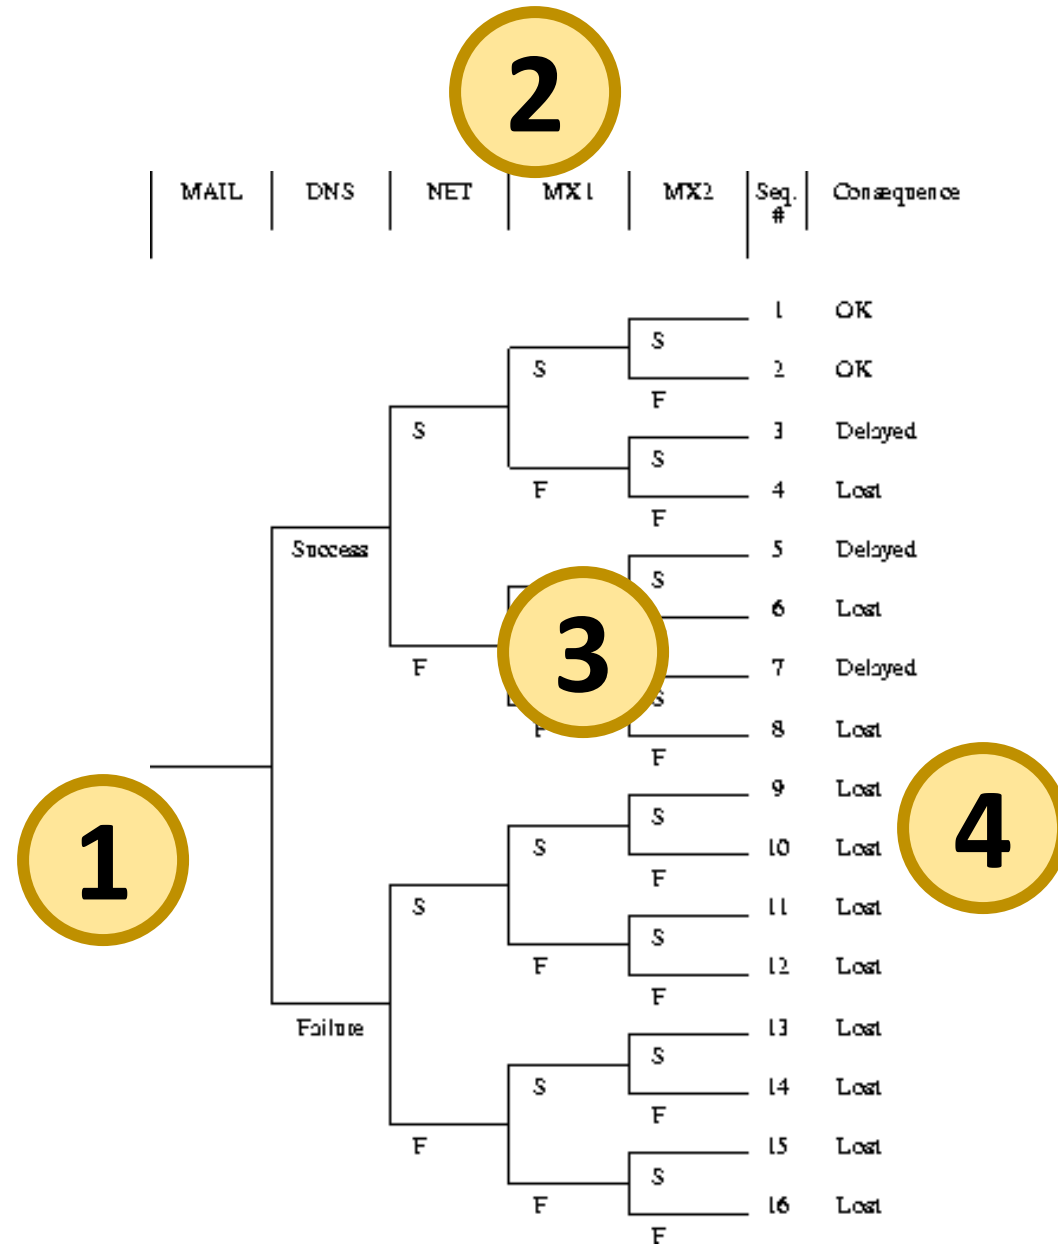 2
MAIL DNS NET MX1 MX2 Seq. # Consequence
1 OK
S
S 2 OK
F
S 3 Delayed
S
F 4 Lost
F
Success 5 Delayed
S
6 Lost
3
F 7 Delayed
S
F 8 Lost
F
9 Lost
S
1 4
S 10 Lost
F
S 11 Lost
S
F 12 Lost
F
Failure 13 Lost
S
S 14 Lost
F
F 15 Lost
S
F 16 Lost
F